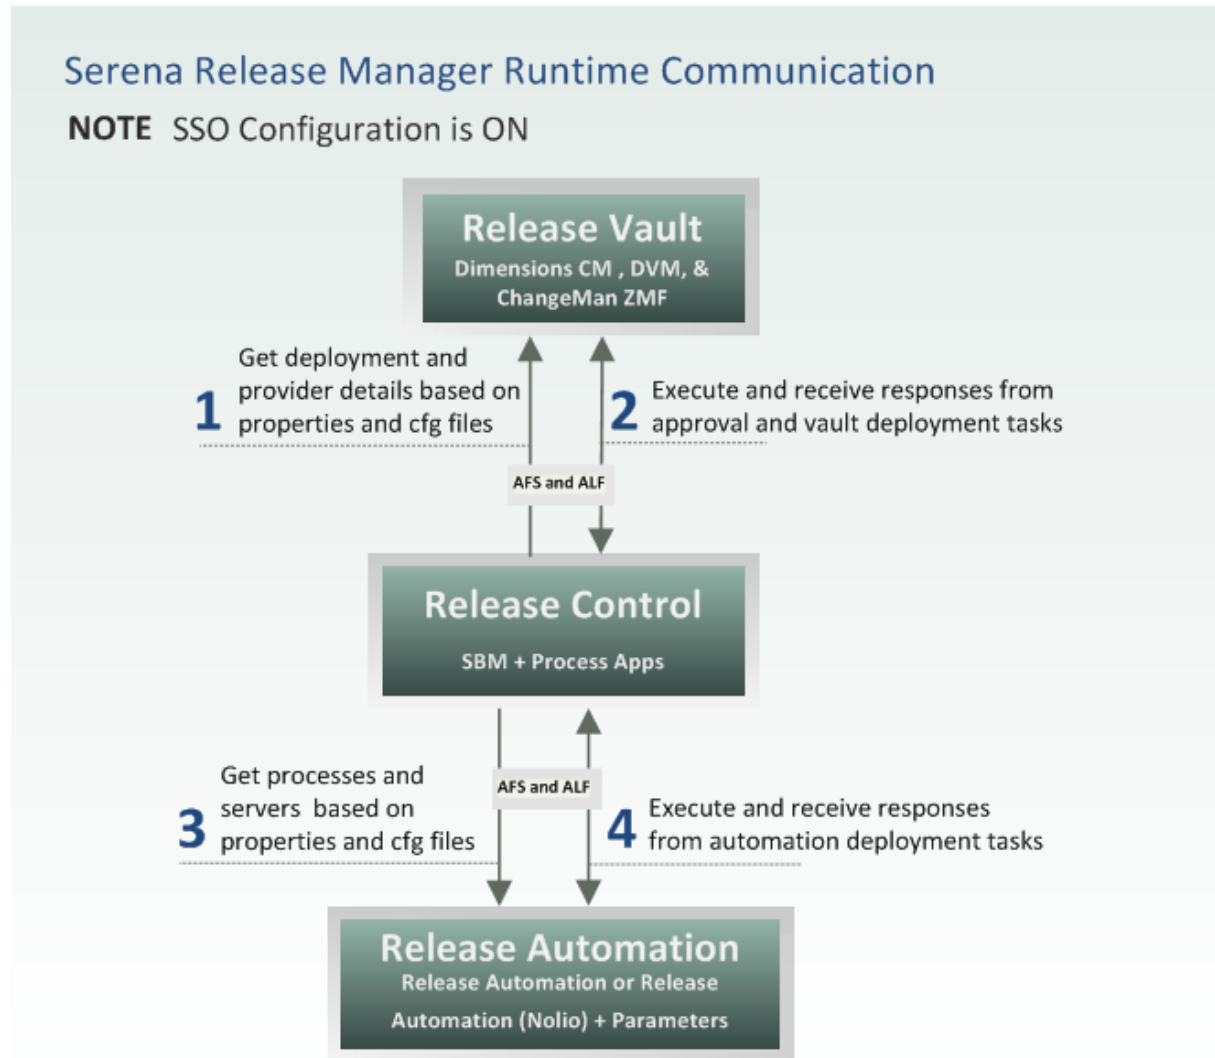 Serena Release Manager Runtime Communication
NOTE SSO Configuration is ON
Release Vault
Dimensions CM , DVM, &
ChangeMan ZMF
1
Get deployment and
provider details based on
properties and cfg files
2
Execute and receive responses from
approval and vault deployment tasks
AFS and ALF
Release Control
SBM + Process Apps
3
Get processes and
servers based on
properties and cfg files
AFS and ALF
4
Execute and receive responses
from automation deployment tasks
Release Automation
Release Automation or Release
Automation (Nolio) + Parameters